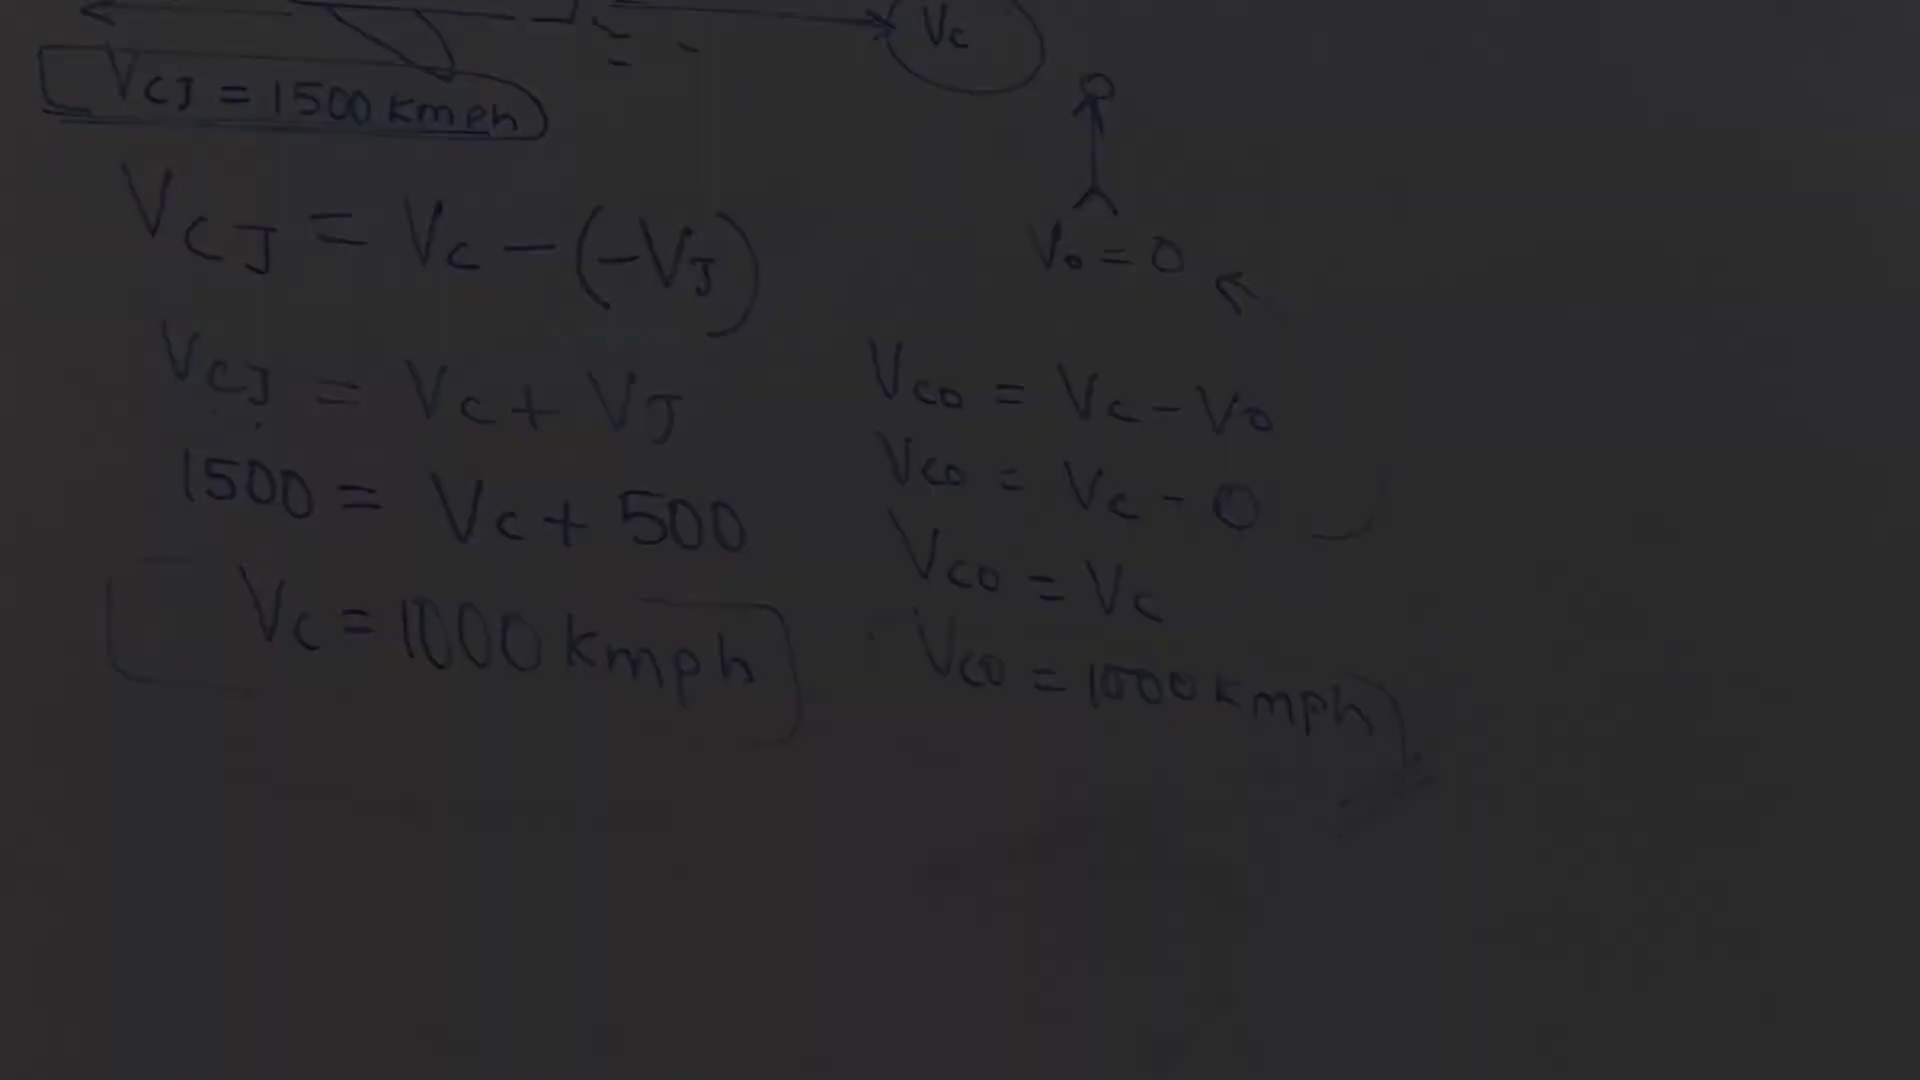 Vc
VCJ = 1500 kmph
VCJ = Vc - (-VJ)
VCJ = Vc + VJ
1500 = Vc + 500
Vc = 1000 kmph
Vo = 0
Vco = Vc - Vo
Vco = Vc - 0
Vco = Vc
Vco = 1000 kmph